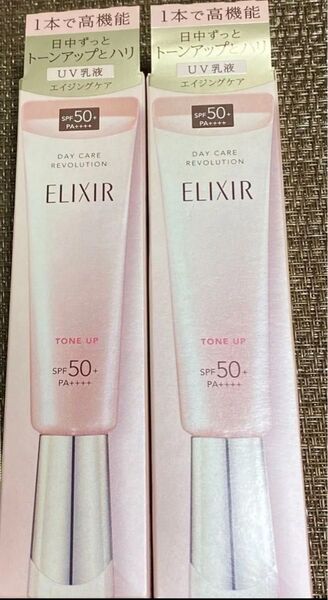 1本で高機能
日中ずっと
トーンアップとハリ
UV乳液
エイジングケア
SPF50+
PA++++
DAY CARE
REVOLUTION
ELIXIR
TONE UP
SPF50+
PA++++
1本で高機能
日中ずっと
トーンアップとハリ
UV乳液
エイジングケア
SPF50+
PA++++
DAY CARE
REVOLUTION
ELIXIR
TONE UP
SPF50+
PA++++